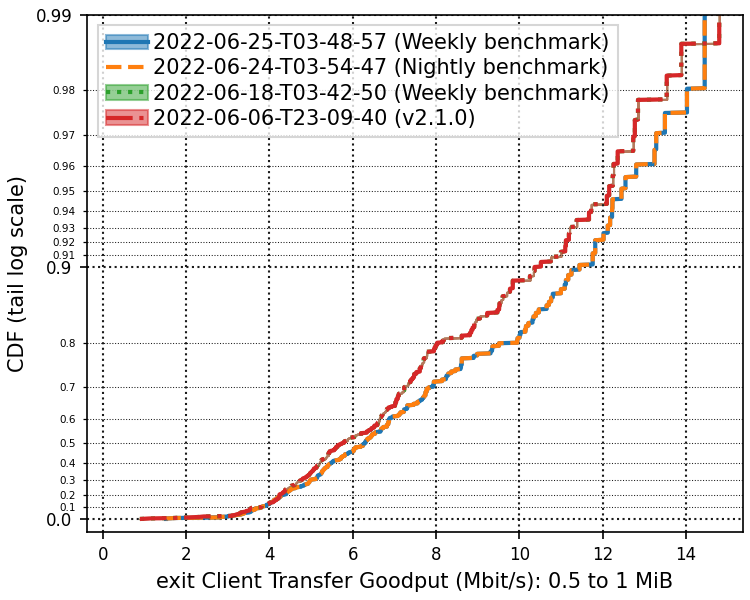 0.99
2022-06-25-T03-48-57 (Weekly benchmark)
2022-06-24-T03-54-47 (Nightly benchmark)
2022-06-18-T03-42-50 (Weekly benchmark)
2022-06-06-T23-09-40 (v2.1.0)
0.98
0.97
0.96
0.95
0.94
0.93
0.92
0.91
0.9
0.8
0.7
0.6
0.5
0.4
0.3
0.2
0.1
0.0
CDF (tail log scale)
0 2 4 6 8 10 12 14
exit Client Transfer Goodput (Mbit/s): 0.5 to 1 MiB